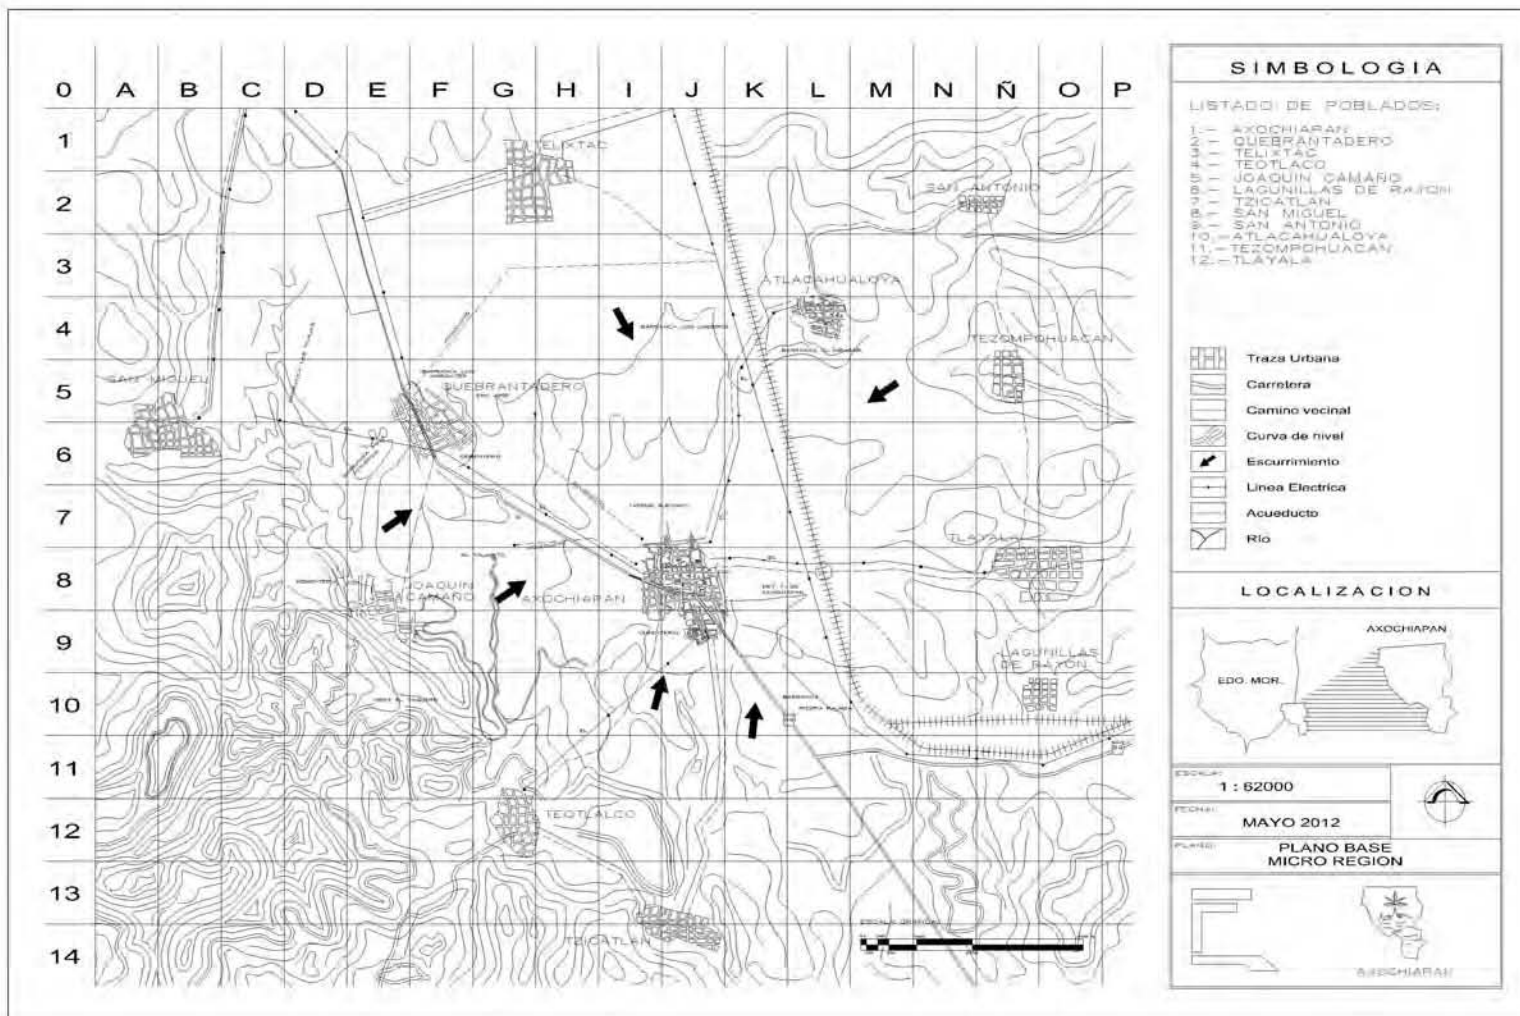 0 A B C D E F G H I J K L M N Ñ O P
1
2
3
4
5
6
7
8
9
10
11
12
13
14
TELIXTAC
SAN ANTONIO
ATLACAHUALOYA
TEZOMPOHUACAN
SAN MIGUEL
QUEBRANTADERO
TLAYALA
JOAQUIN
CAMAÑO
AXOCHIAPAN
LAGUNILLAS
DE RAYON
TEOTLALCO
TZICATLAN
ESCALA GRAFICA
SIMBOLOGIA
LISTADO DE POBLADOS:
1.- AXOCHIAPAN
2.- QUEBRANTADERO
3.- TELIXTAC
4.- TEOTLACO
5.- JOAQUIN CAMAÑO
6.- LAGUNILLAS DE RAYON
7.- TZICATLAN
8.- SAN MIGUEL
9.- SAN ANTONIO
10.-ATLACAHUALOYA
11.-TEZOMPOHUACAN
12.-TLAYALA
Traza Urbana
Carretera
Camino vecinal
Curva de nivel
Escurrimiento
Linea Electrica
Acueducto
Río
LOCALIZACION
AXOCHIAPAN
EDO. MOR.
ESCALA:
1 : 62000
FECHA:
MAYO 2012
PLANO:
PLANO BASE
MICRO REGION
AXOCHIAPAN